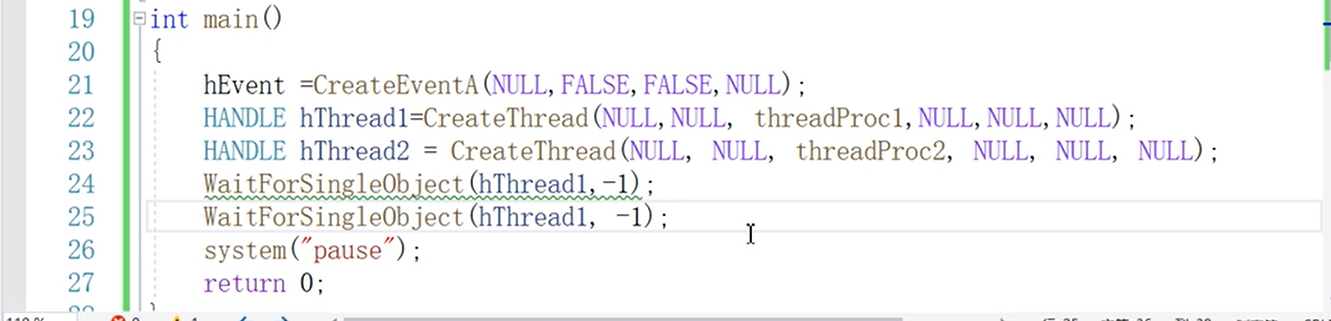 19 int main()
20 {
21 hEvent =CreateEventA(NULL,FALSE,FALSE,NULL);
22 HANDLE hThread1=CreateThread(NULL,NULL, threadProc1,NULL,NULL,NULL);
23 HANDLE hThread2 = CreateThread(NULL, NULL, threadProc2, NULL, NULL, NULL);
24 WaitForSingleObject(hThread1,-1);
25 WaitForSingleObject(hThread1, -1);
26 system("pause");
27 return 0;